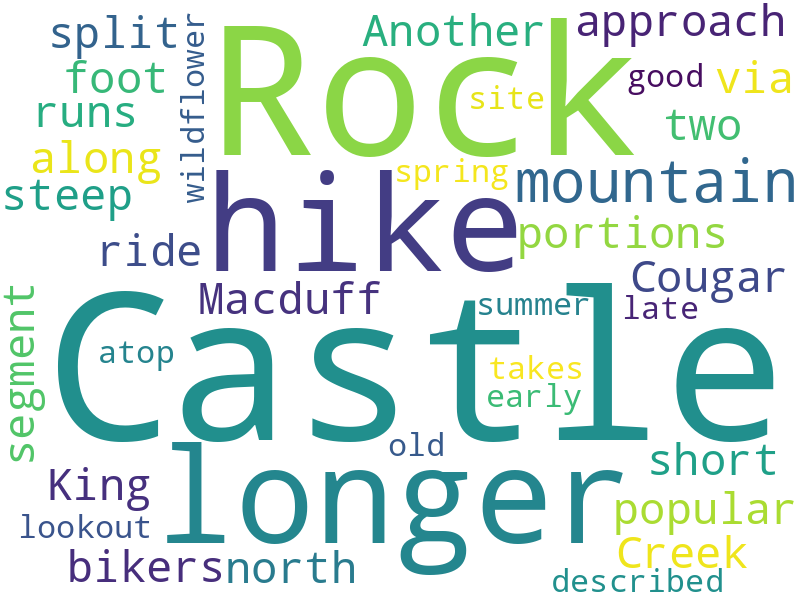 split
wildflower
Rock
Another
approach
foot
site
good
via
runs
two
along
spring
mountain
steep
hike
portions
ride
Cougar
Macduff
summer
late
segment
atop
Castle
takes
early
old
King
longer
short
lookout
popular
bikers
north
Creek
described